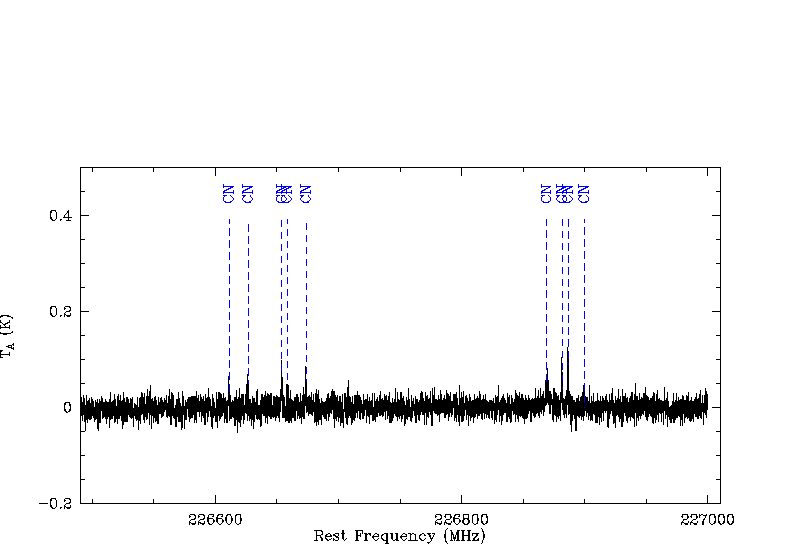 CN CN CN CN CN CN CN CN CN
0.4
0.2
0
-0.2
T_A (K)
226600 226800 227000
Rest Frequency (MHz)